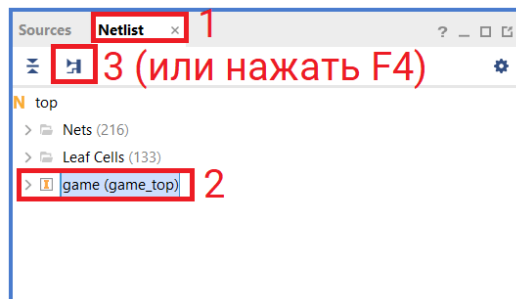 Sources Netlist × 1 ? _
3 (или нажать F4)
N top
Nets (216)
Leaf Cells (133)
game (game_top) 2